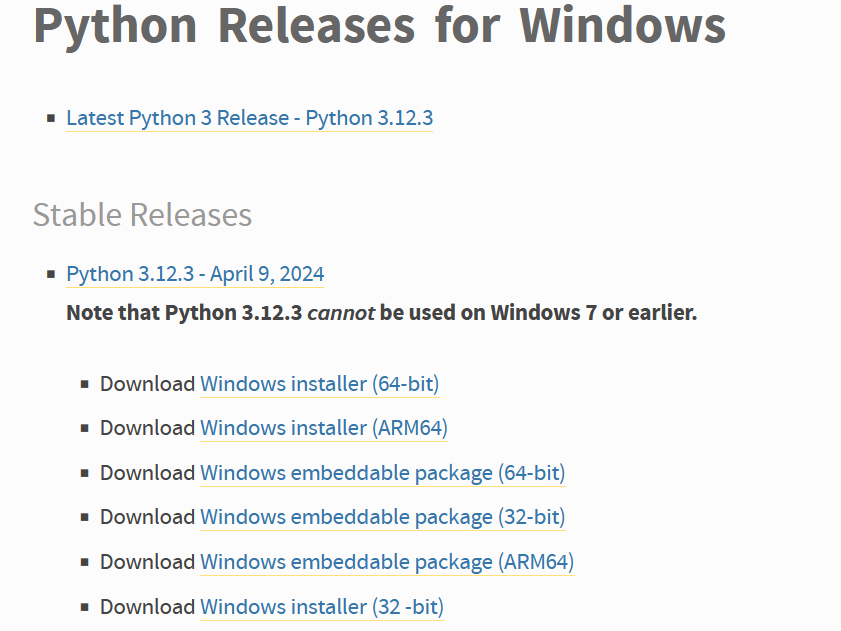 Python Releases for Windows
Latest Python 3 Release - Python 3.12.3
Stable Releases
Python 3.12.3 - April 9, 2024
Note that Python 3.12.3 cannot be used on Windows 7 or earlier.
Download Windows installer (64-bit)
Download Windows installer (ARM64)
Download Windows embeddable package (64-bit)
Download Windows embeddable package (32-bit)
Download Windows embeddable package (ARM64)
Download Windows installer (32 -bit)